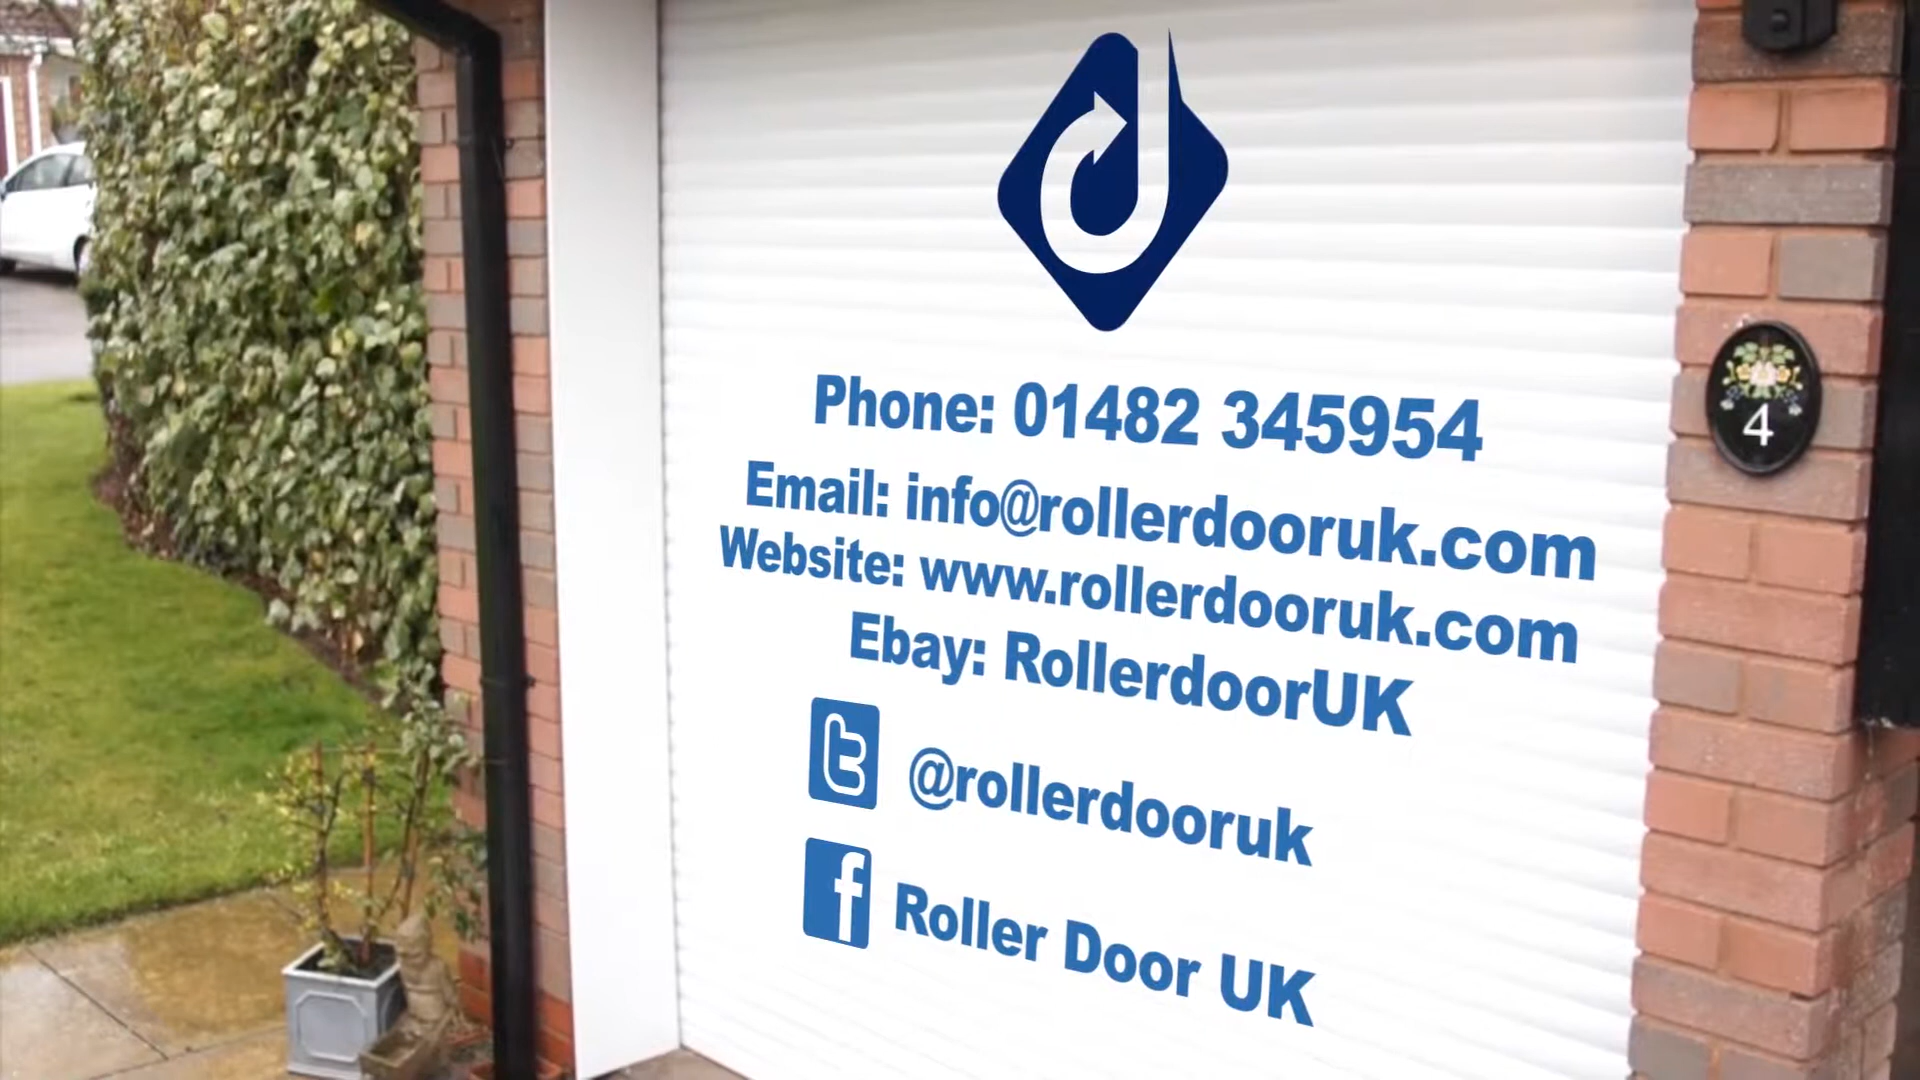 Phone: 01482 345954
4
Email: info@rollerdooruk.com
Website: www.rollerdooruk.com
Ebay: RollerdoorUK
t @rollerdooruk
f Roller Door UK